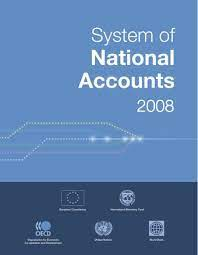 System of
National
Accounts
2008
European Commission
International Monetary Fund
OECD
Organisation for Economic
Co-operation and Development
United Nations
World Bank